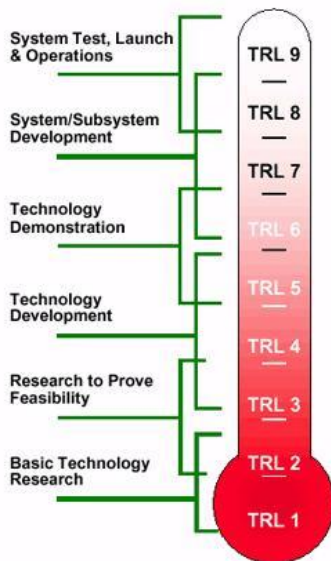 System Test, Launch
& Operations
System/Subsystem
Development
Technology
Demonstration
Technology
Development
Research to Prove
Feasibility
Basic Technology
Research
TRL 9
TRL 8
TRL 7
TRL 6
TRL 5
TRL 4
TRL 3
TRL 2
TRL 1